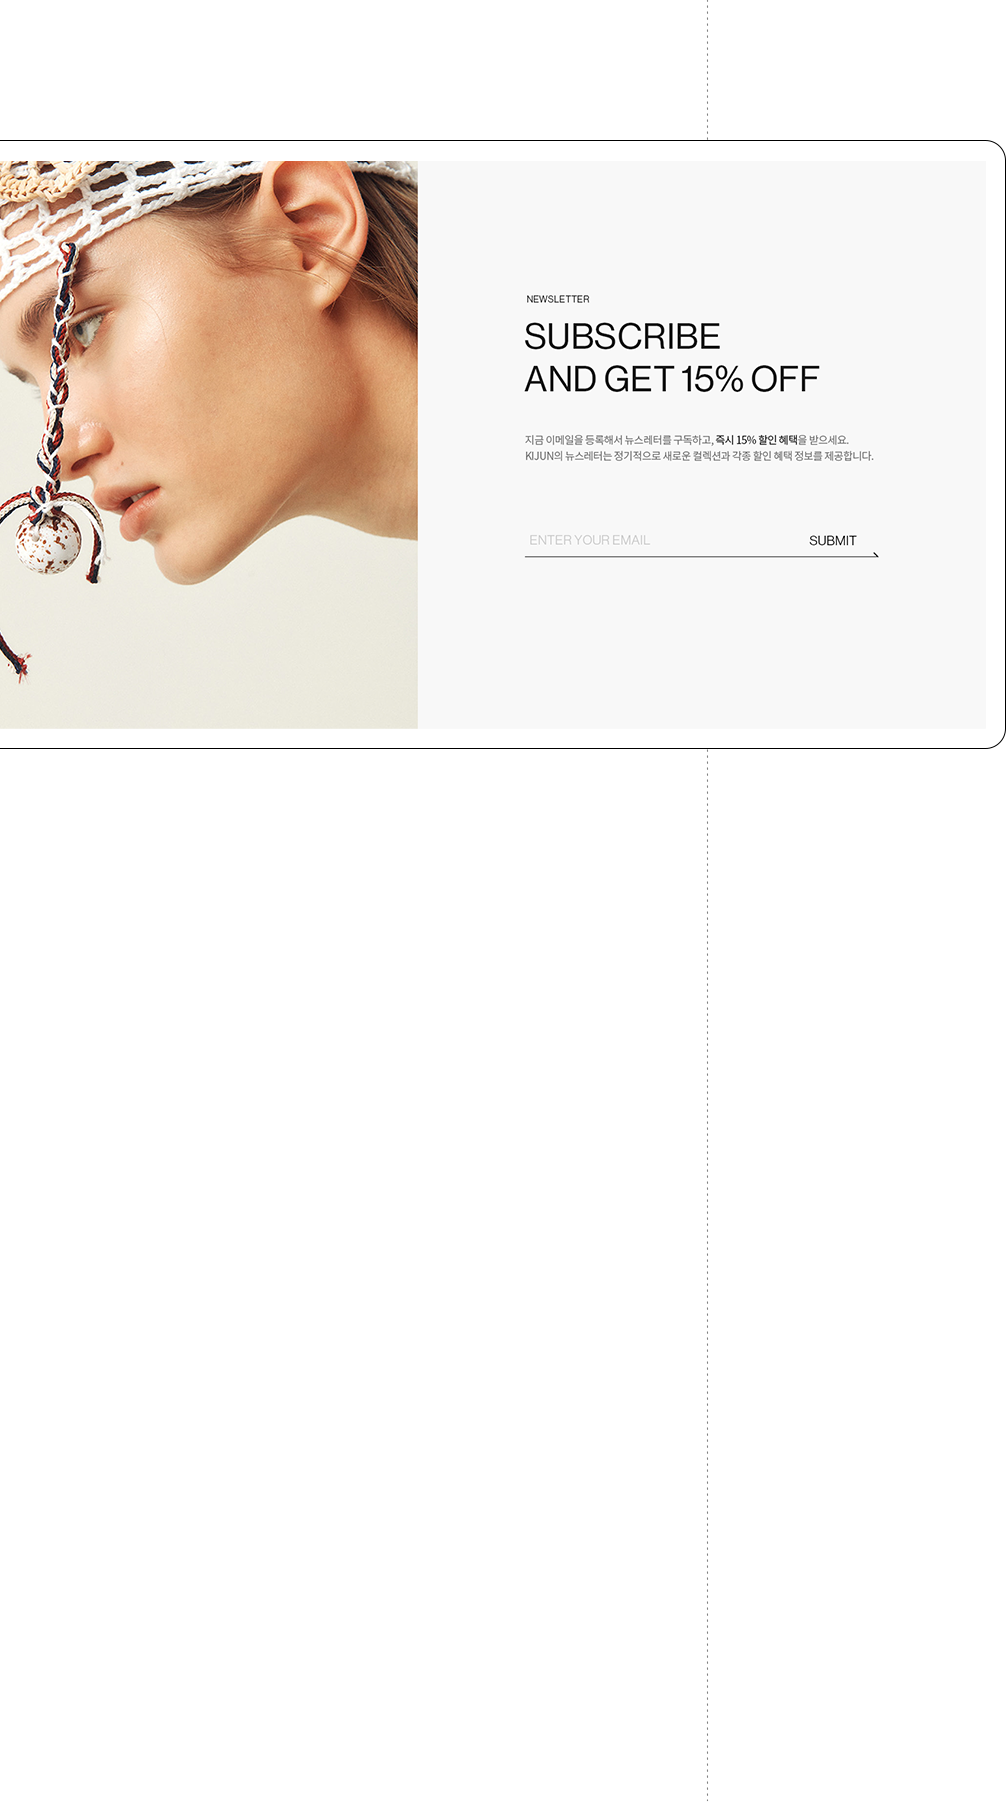 NEWSLETTER
SUBSCRIBE
AND GET 15% OFF
지금 이메일을 등록해서 뉴스레터를 구독하고, 즉시 15% 할인 혜택을 받으세요.
KIJUN의 뉴스레터는 정기적으로 새로운 컬렉션과 각종 할인 혜택 정보를 제공합니다.
ENTER YOUR EMAIL SUBMIT